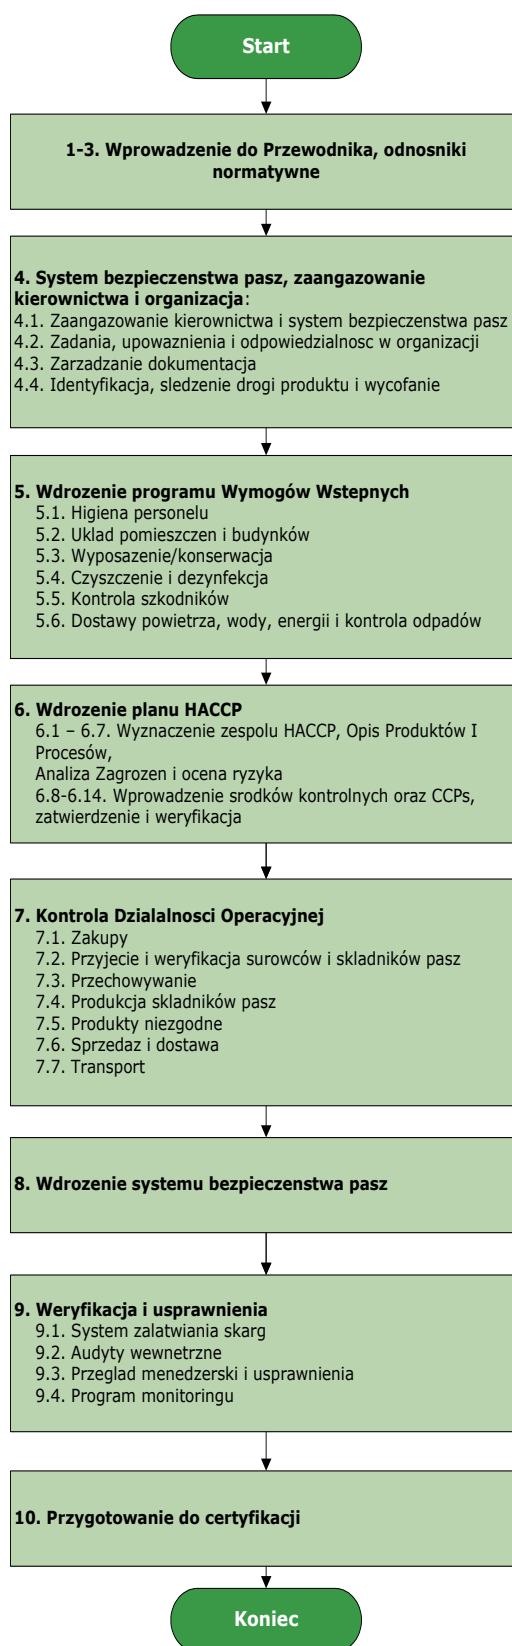 Start
1-3. Wprowadzenie do Przewodnika, odnosniki
normatywne
4. System bezpieczenstwa pasz, zaangazowanie
kierownictwa i organizacja:
4.1. Zaangazowanie kierownictwa i system bezpieczenstwa pasz
4.2. Zadania, upowaznienia i odpowiedzialnosc w organizacji
4.3. Zarzadzanie dokumentacja
4.4. Identyfikacja, sledzenie drogi produktu i wycofanie
5. Wdrozenie programu Wymogów Wstepnych
5.1. Higiena personelu
5.2. Uklad pomieszczen i budynków
5.3. Wyposazenie/konserwacja
5.4. Czyszczenie i dezynfekcja
5.5. Kontrola szkodników
5.6. Dostawy powietrza, wody, energii i kontrola odpadów
6. Wdrozenie planu HACCP
6.1 – 6.7. Wyznaczenie zespolu HACCP, Opis Produktów I
Procesów,
Analiza Zagrozen i ocena ryzyka
6.8-6.14. Wprowadzenie srodków kontrolnych oraz CCPs,
zatwierdzenie i weryfikacja
7. Kontrola Dzialalnosci Operacyjnej
7.1. Zakupy
7.2. Przyjecie i weryfikacja surowców i skladników pasz
7.3. Przechowywanie
7.4. Produkcja skladników pasz
7.5. Produkty niezgodne
7.6. Sprzedaz i dostawa
7.7. Transport
8. Wdrozenie systemu bezpieczenstwa pasz
9. Weryfikacja i usprawnienia
9.1. System zalatwiania skarg
9.2. Audyty wewnetrzne
9.3. Przeglad menedzerski i usprawnienia
9.4. Program monitoringu
10. Przygotowanie do certyfikacji
Koniec